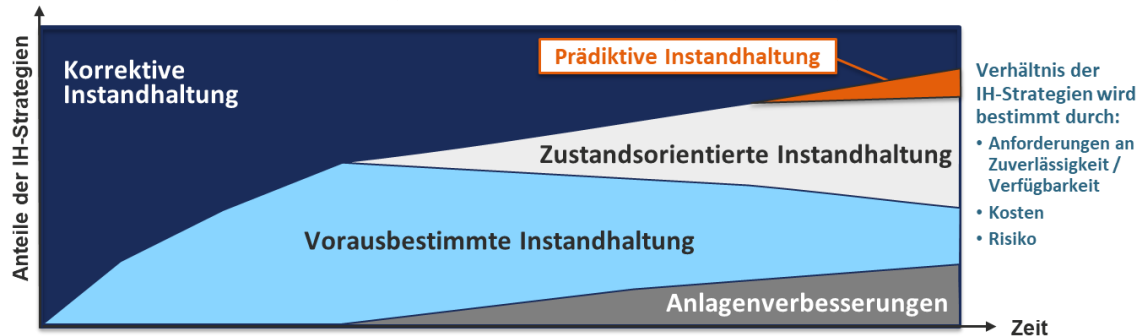 Anteile der IH-Strategien
Korrektive
Instandhaltung
Prädiktive Instandhaltung
Zustandsorientierte Instandhaltung
Vorausbestimmte Instandhaltung
Anlagenverbesserungen
Zeit
Verhältnis der
IH-Strategien wird
bestimmt durch:
• Anforderungen an
Zuverlässigkeit /
Verfügbarkeit
• Kosten
• Risiko